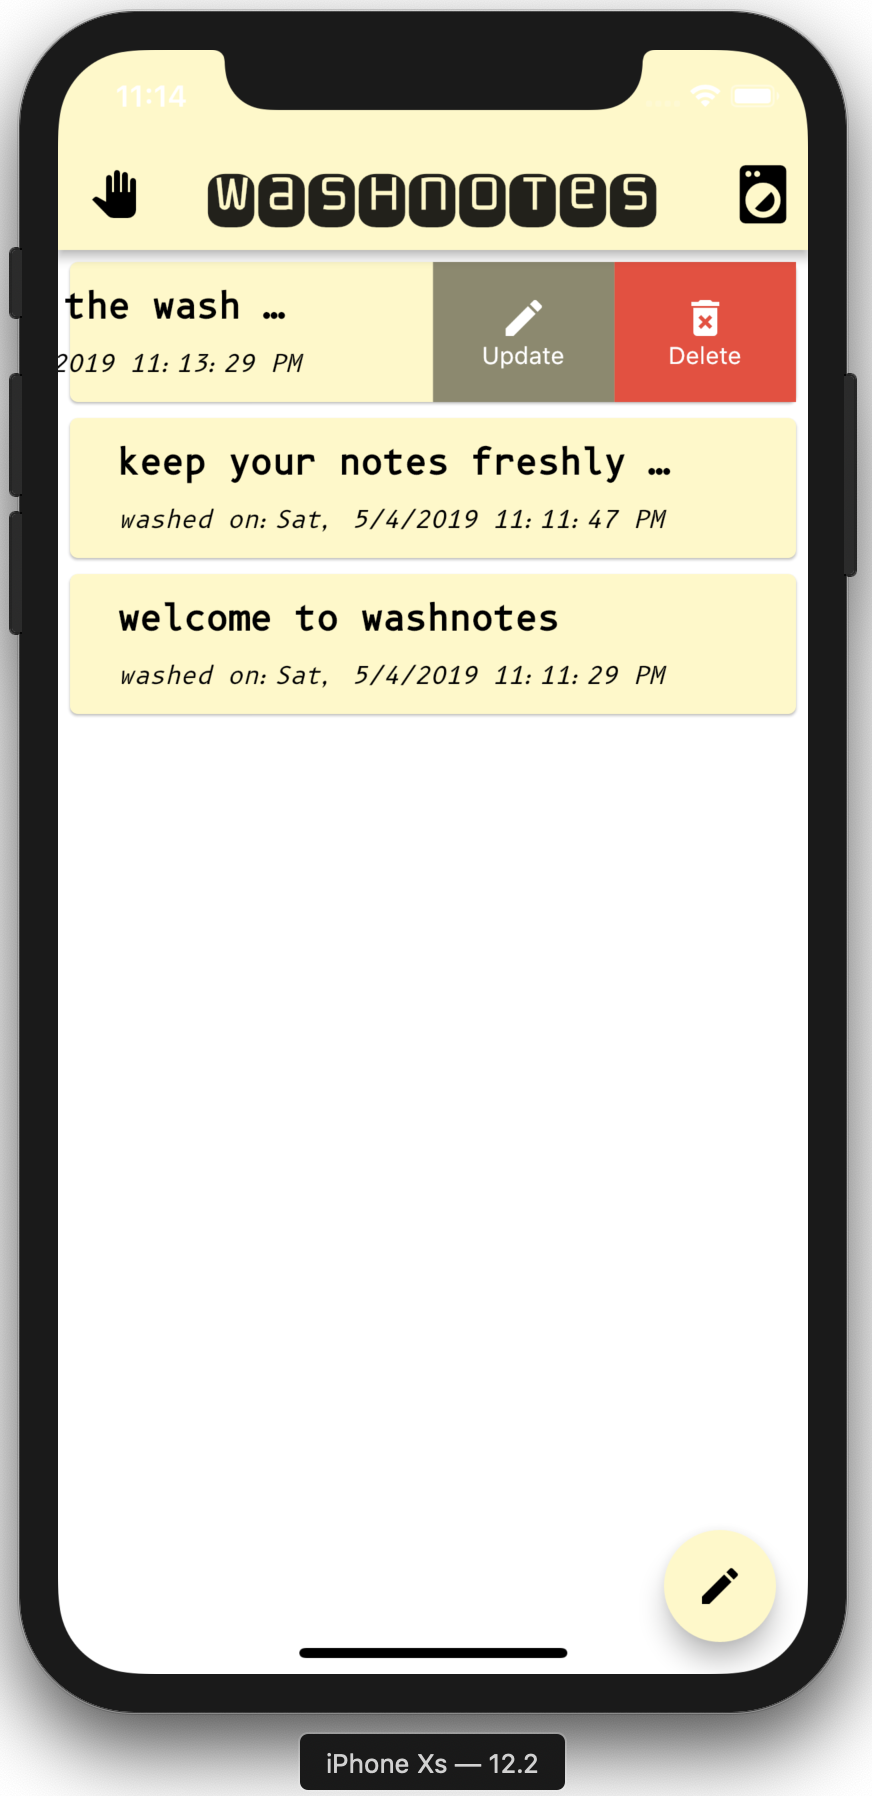 11:14
washnotes
the wash …
2019 11:13:29 PM
Update
Delete
keep your notes freshly …
washed on: Sat, 5/4/2019 11:11:47 PM
welcome to washnotes
washed on: Sat, 5/4/2019 11:11:29 PM
iPhone Xs — 12.2